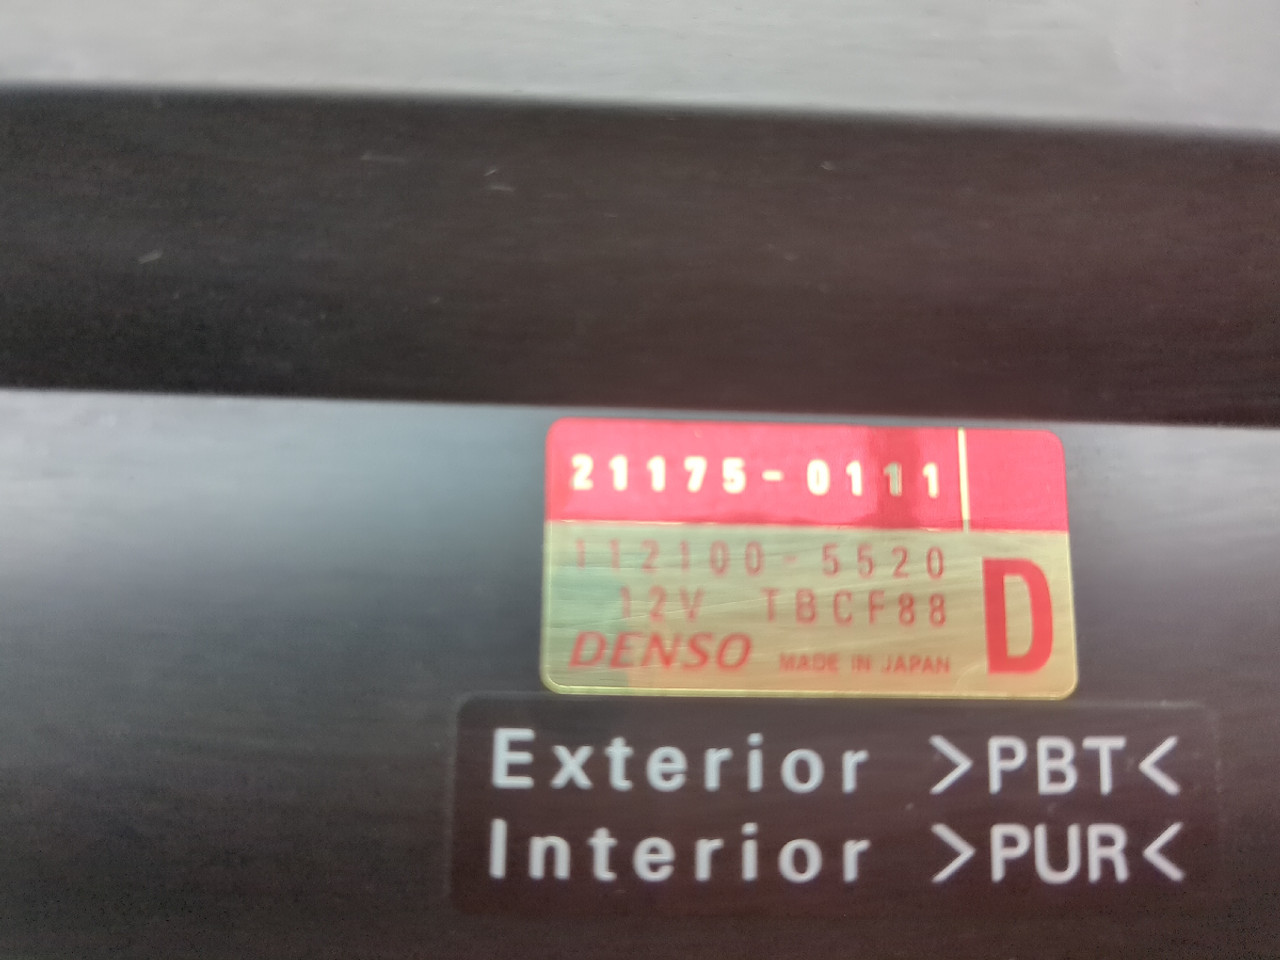 21175-0111
112100-5520
12V TBCF88
D
DENSO MADE IN JAPAN
Exterior >PBT<
Interior >PUR<